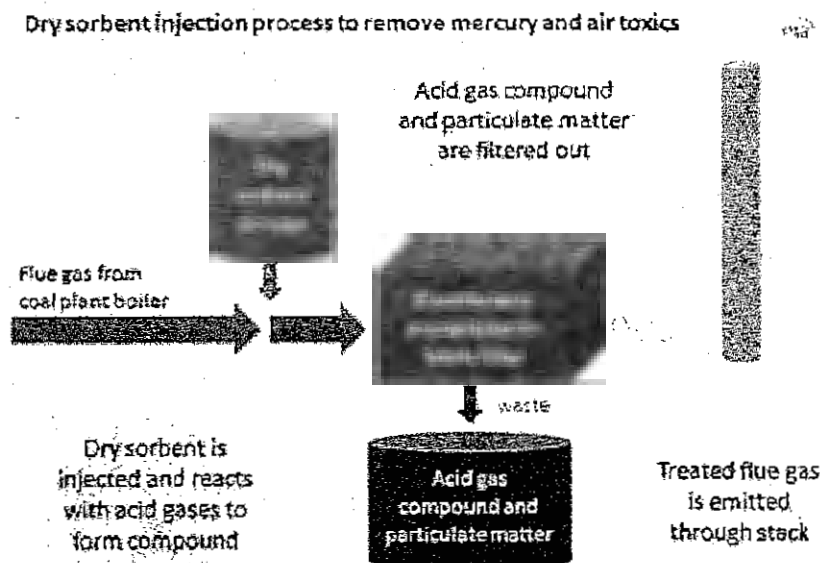 Dry sorbent injection process to remove mercury and air toxics
Acid gas compound
and particulate matter
are filtered out
Dry
sorbent
Flue gas from
coal plant boiler
waste
Dry sorbent is
injected and reacts
with acid gases to
form compound
Acid gas
compound and
particulate matter
Treated flue gas
is emitted
through stack